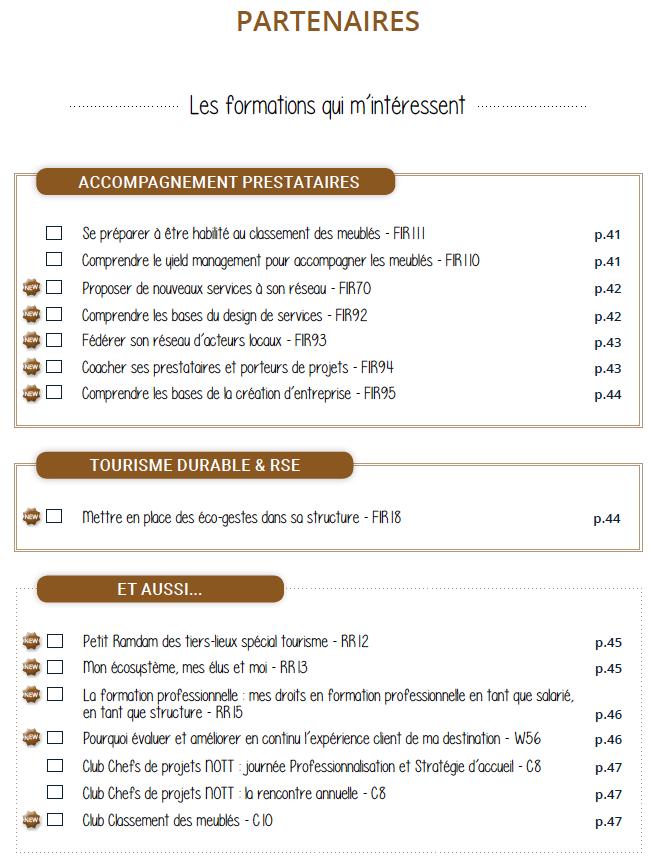 PARTENAIRES
Les formations qui m'intéressent
ACCOMPAGNEMENT PRESTATAIRES
Se préparer à être habilité au classement des meublés - FIR111 p.41
Comprendre le yield management pour accompagner les meublés - FIR110 p.41
NEW Proposer de nouveaux services à son réseau - FIR70 p.42
NEW Comprendre les bases du design de services - FIR92 p.42
NEW Fédérer son réseau d'acteurs locaux - FIR93 p.43
NEW Coacher ses prestataires et porteurs de projets - FIR94 p.43
NEW Comprendre les bases de la création d'entreprise - FIR95 p.44
TOURISME DURABLE & RSE
NEW Mettre en place des éco-gestes dans sa structure - FIR18 p.44
ET AUSSI...
NEW Petit Ramdam des tiers-lieux spécial tourisme - RR12 p.45
NEW Mon écosystème, mes élus et moi - RR13 p.45
NEW La formation professionnelle : mes droits en formation professionnelle en tant que salarié,
en tant que structure - RR15 p.46
NEW Pourquoi évaluer et améliorer en continu l'expérience client de ma destination - W56 p.46
Club Chefs de projets NOTT : journée Professionnalisation et Stratégie d'accueil - C8 p.47
Club Chefs de projets NOTT : la rencontre annuelle - C8 p.47
NEW Club Classement des meublés - C10 p.47